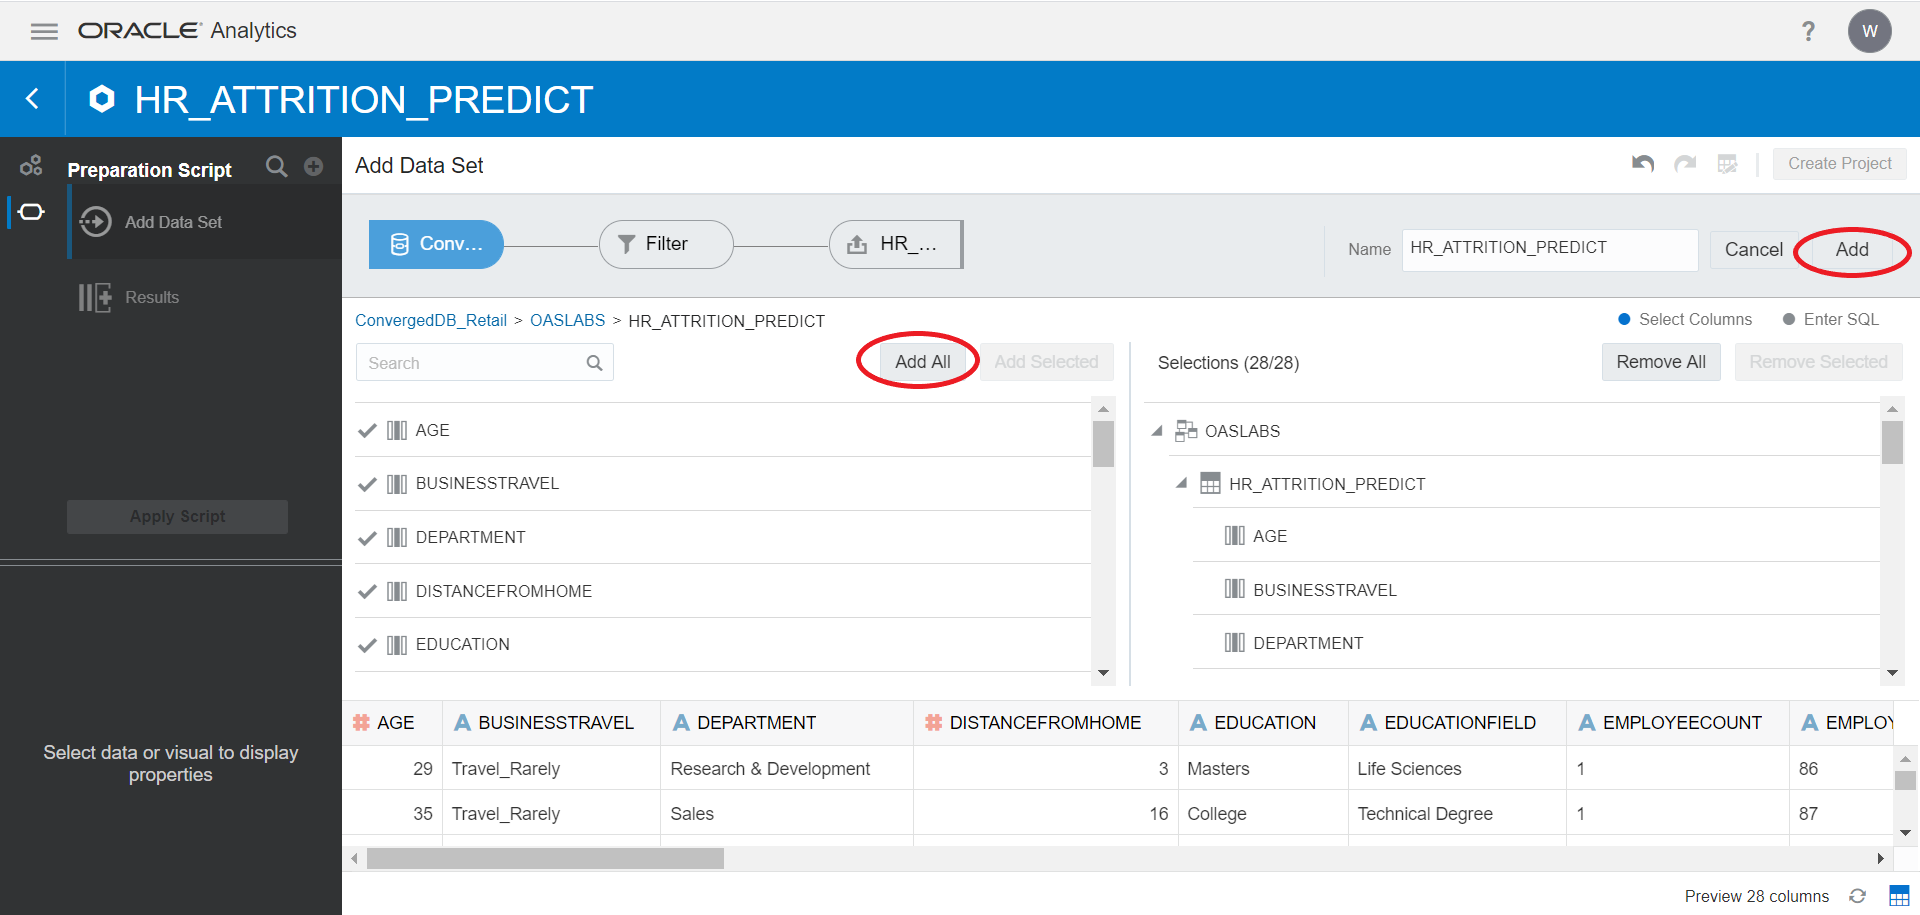 ORACLE Analytics
?
W
HR_ATTRITION_PREDICT
Preparation Script
Add Data Set
Results
Apply Script
Select data or visual to display
properties
Add Data Set
Create Project
Conv...
Filter
HR_...
Name
HR_ATTRITION_PREDICT
Cancel
Add
ConvergedDB_Retail > OASLABS > HR_ATTRITION_PREDICT
Select Columns
Enter SQL
Search
Add All
Add Selected
Selections (28/28)
Remove All
Remove Selected
AGE
BUSINESSTRAVEL
DEPARTMENT
DISTANCEFROMHOME
EDUCATION
OASLABS
HR_ATTRITION_PREDICT
AGE
BUSINESSTRAVEL
DEPARTMENT
# AGE A BUSINESSTRAVEL A DEPARTMENT # DISTANCEFROMHOME A EDUCATION A EDUCATIONFIELD A EMPLOYEECOUNT A EMPLOY
29 Travel_Rarely Research & Development 3 Masters Life Sciences 1 86
35 Travel_Rarely Sales 16 College Technical Degree 1 87
Preview 28 columns